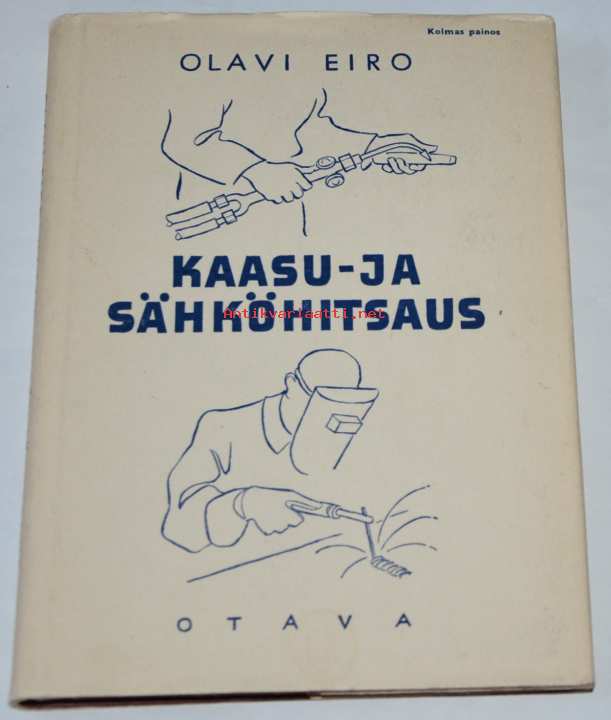 Kolmas painos
OLAVI EIRO
KAASU-JA
SÄHKÖHITSAUS
Antikvariaatti.net
OTAVA